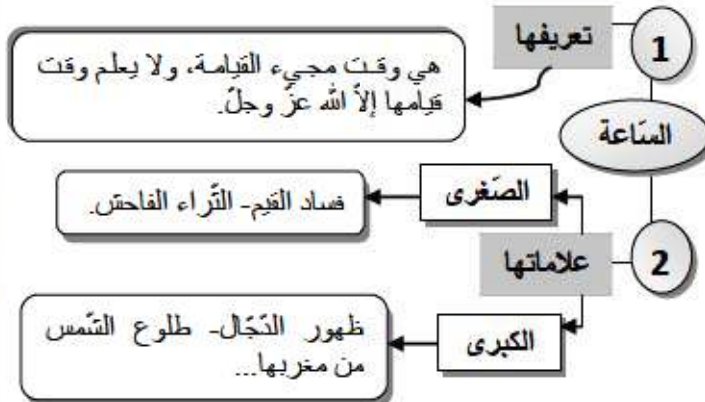 1
تعريفها
هي وقت مجيء القيامة، ولا يعلم وقت
قيامها إلاّ الله عزّ وجلّ.
السّاعة
2
علاماتها
الصّغرى
فساد القيم- الثّراء الفاحش.
الكبرى
ظهور الدّجّال- طلوع الشّمس
من مغربها...